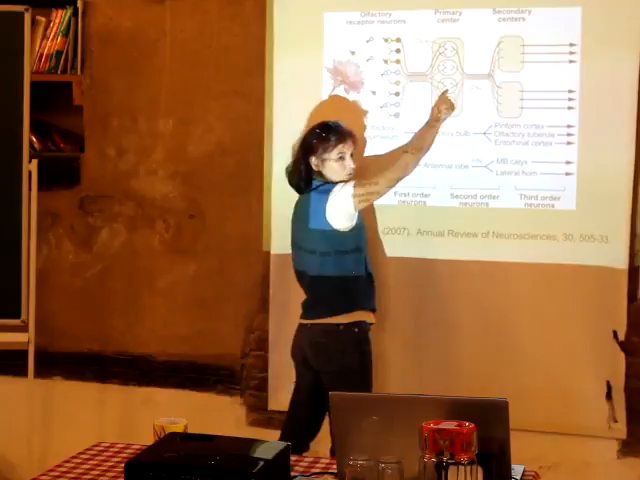 Olfactory
receptor neurons
Primary
center
Secondary
centers
bulb
Piriform cortex
Olfactory tubercle
Entorhinal cortex
Antennal lobe
MB calyx
Lateral horn
First order
neurons
Second order
neurons
Third order
neurons
(2007). Annual Review of Neurosciences, 30, 505-33